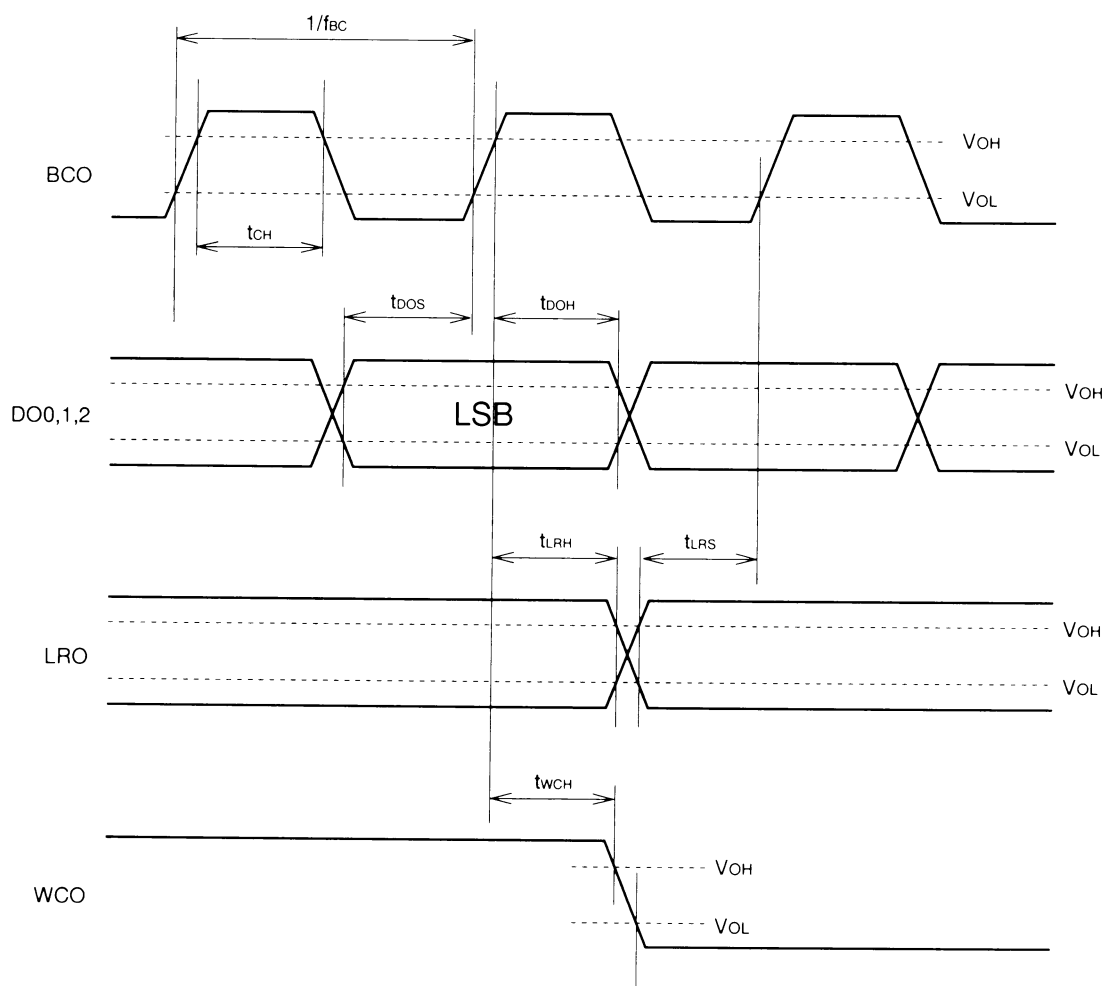 1/fBC
VOH
BCO
VOL
tCH
tDOS
tDOH
VOH
DO0,1,2
LSB
VOL
tLRH
tLRS
VOH
LRO
VOL
tWCH
VOH
WCO
VOL